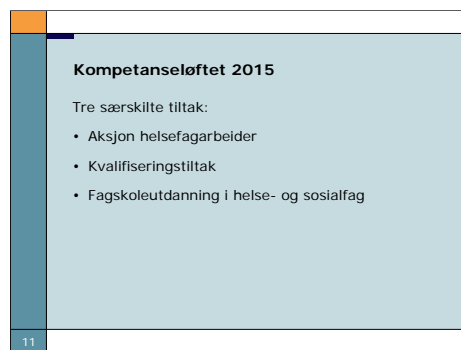 Kompetanseløftet 2015
Tre særskilte tiltak:
• Aksjon helsefagarbeider
• Kvalifiseringstiltak
• Fagskoleutdanning i helse- og sosialfag
11